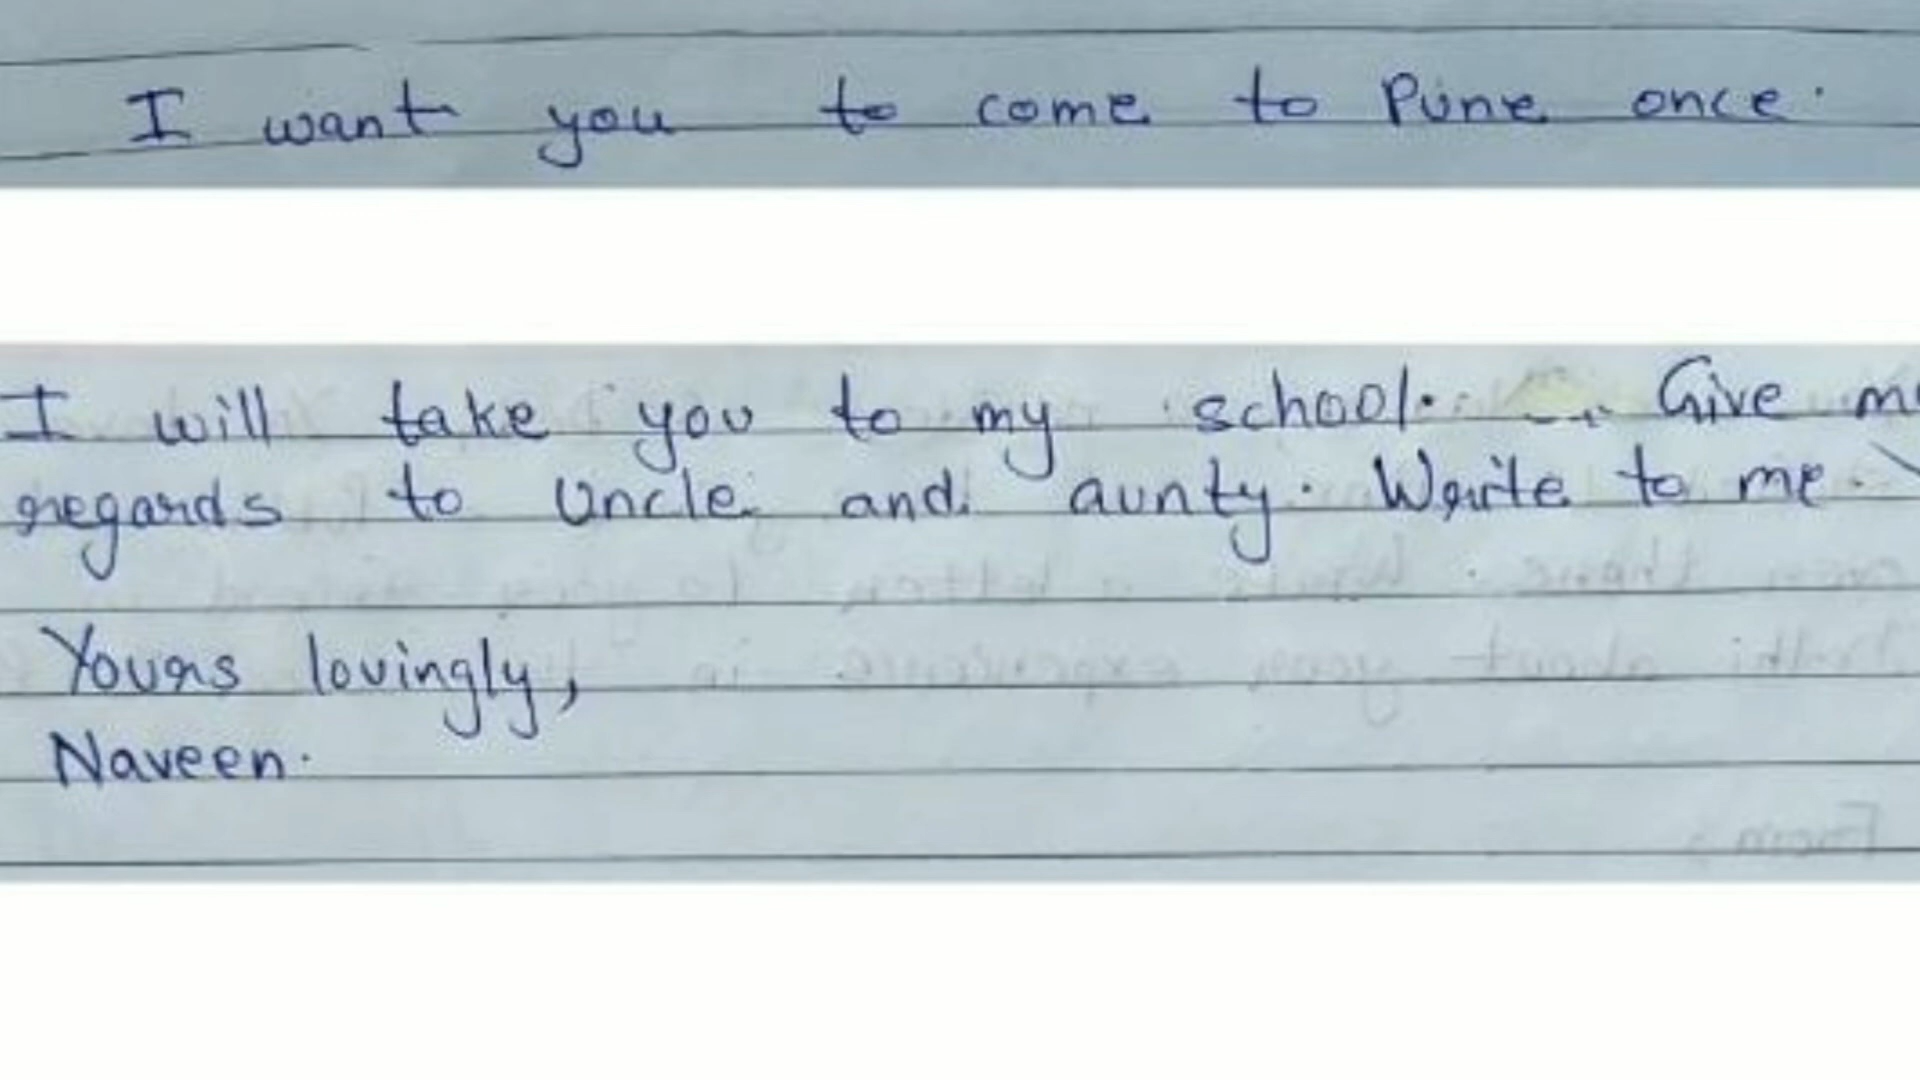 I want you to come to Pune once.
I will take you to my school. Give
regards to Uncle and aunty. Write to me.
Yours lovingly,
Naveen.